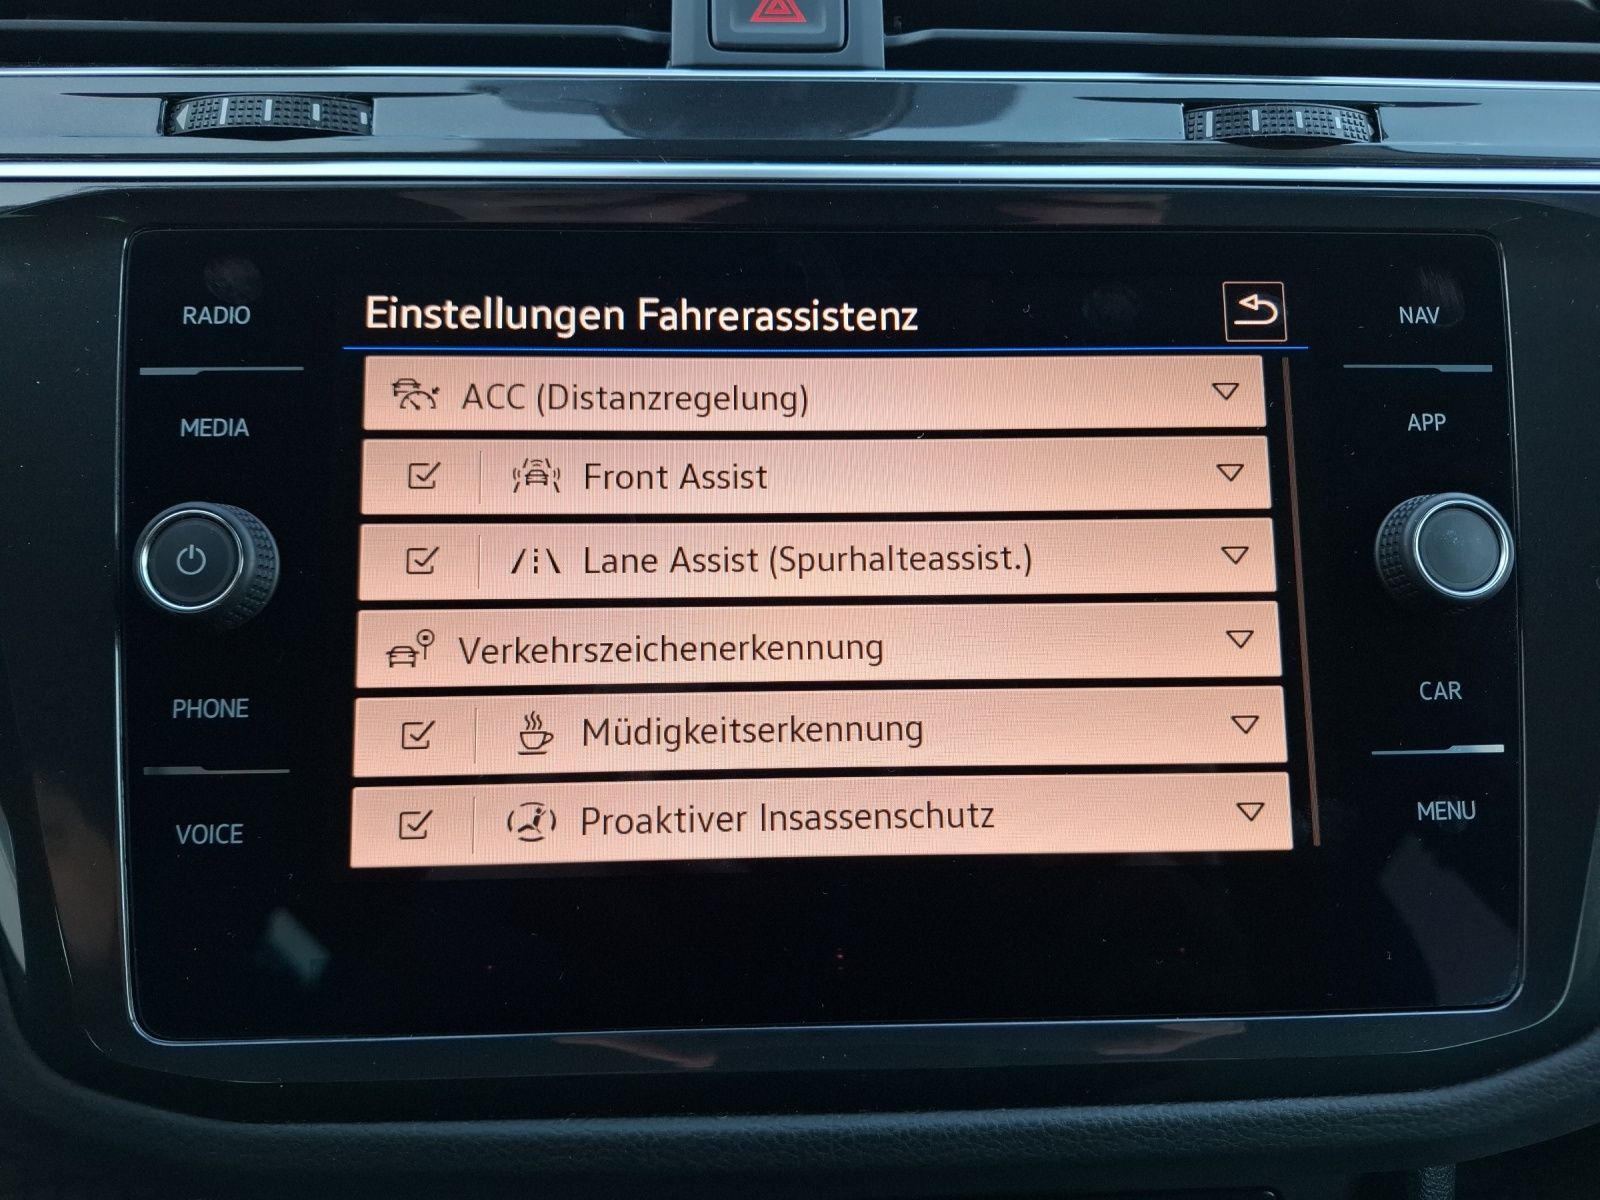 RADIO
MEDIA
PHONE
VOICE
Einstellungen Fahrerassistenz
ACC (Distanzregelung)
Front Assist
Lane Assist (Spurhalteassist.)
Verkehrszeichenerkennung
Müdigkeitserkennung
Proaktiver Insassenschutz
NAV
APP
CAR
MENU